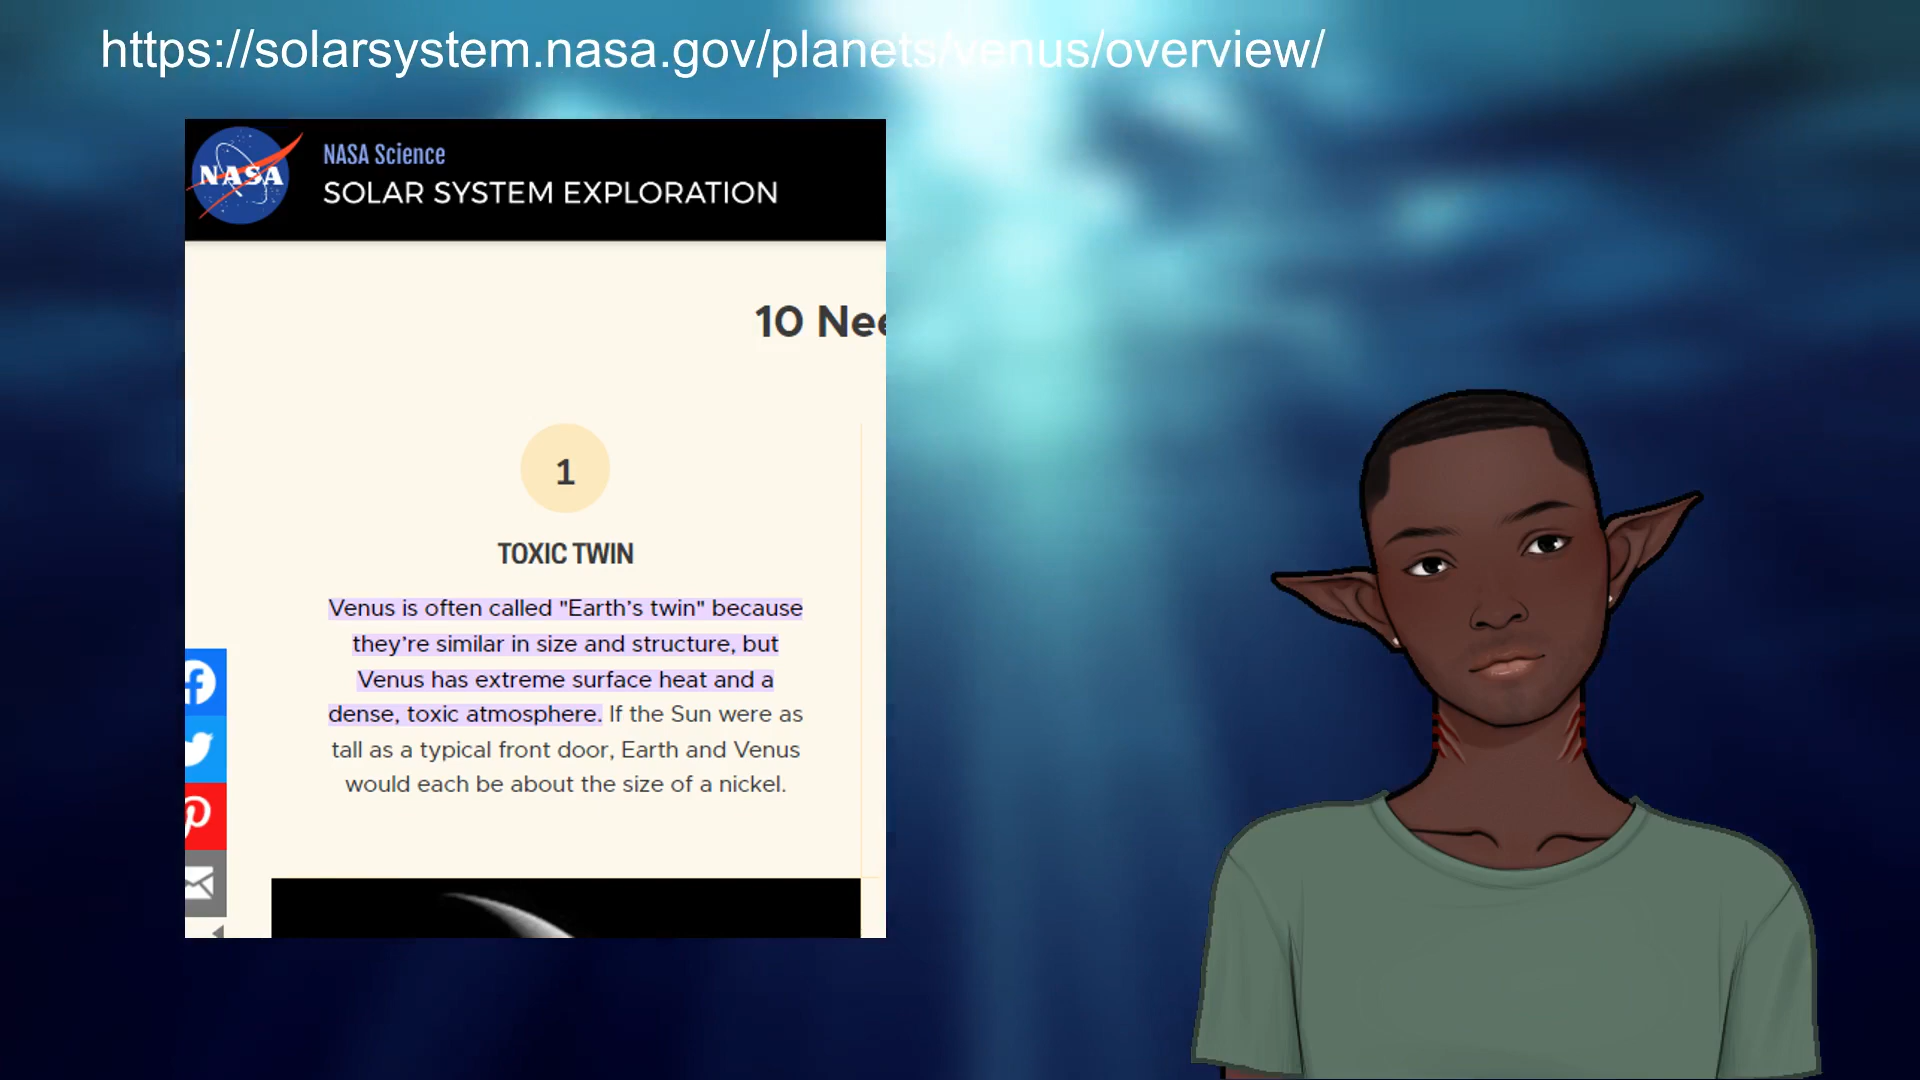 https://solarsystem.nasa.gov/planets/venus/overview/
NASA
NASA Science
SOLAR SYSTEM EXPLORATION
10 Nee
1
TOXIC TWIN
Venus is often called "Earth's twin" because
they're similar in size and structure, but
Venus has extreme surface heat and a
dense, toxic atmosphere. If the Sun were as
tall as a typical front door, Earth and Venus
would each be about the size of a nickel.